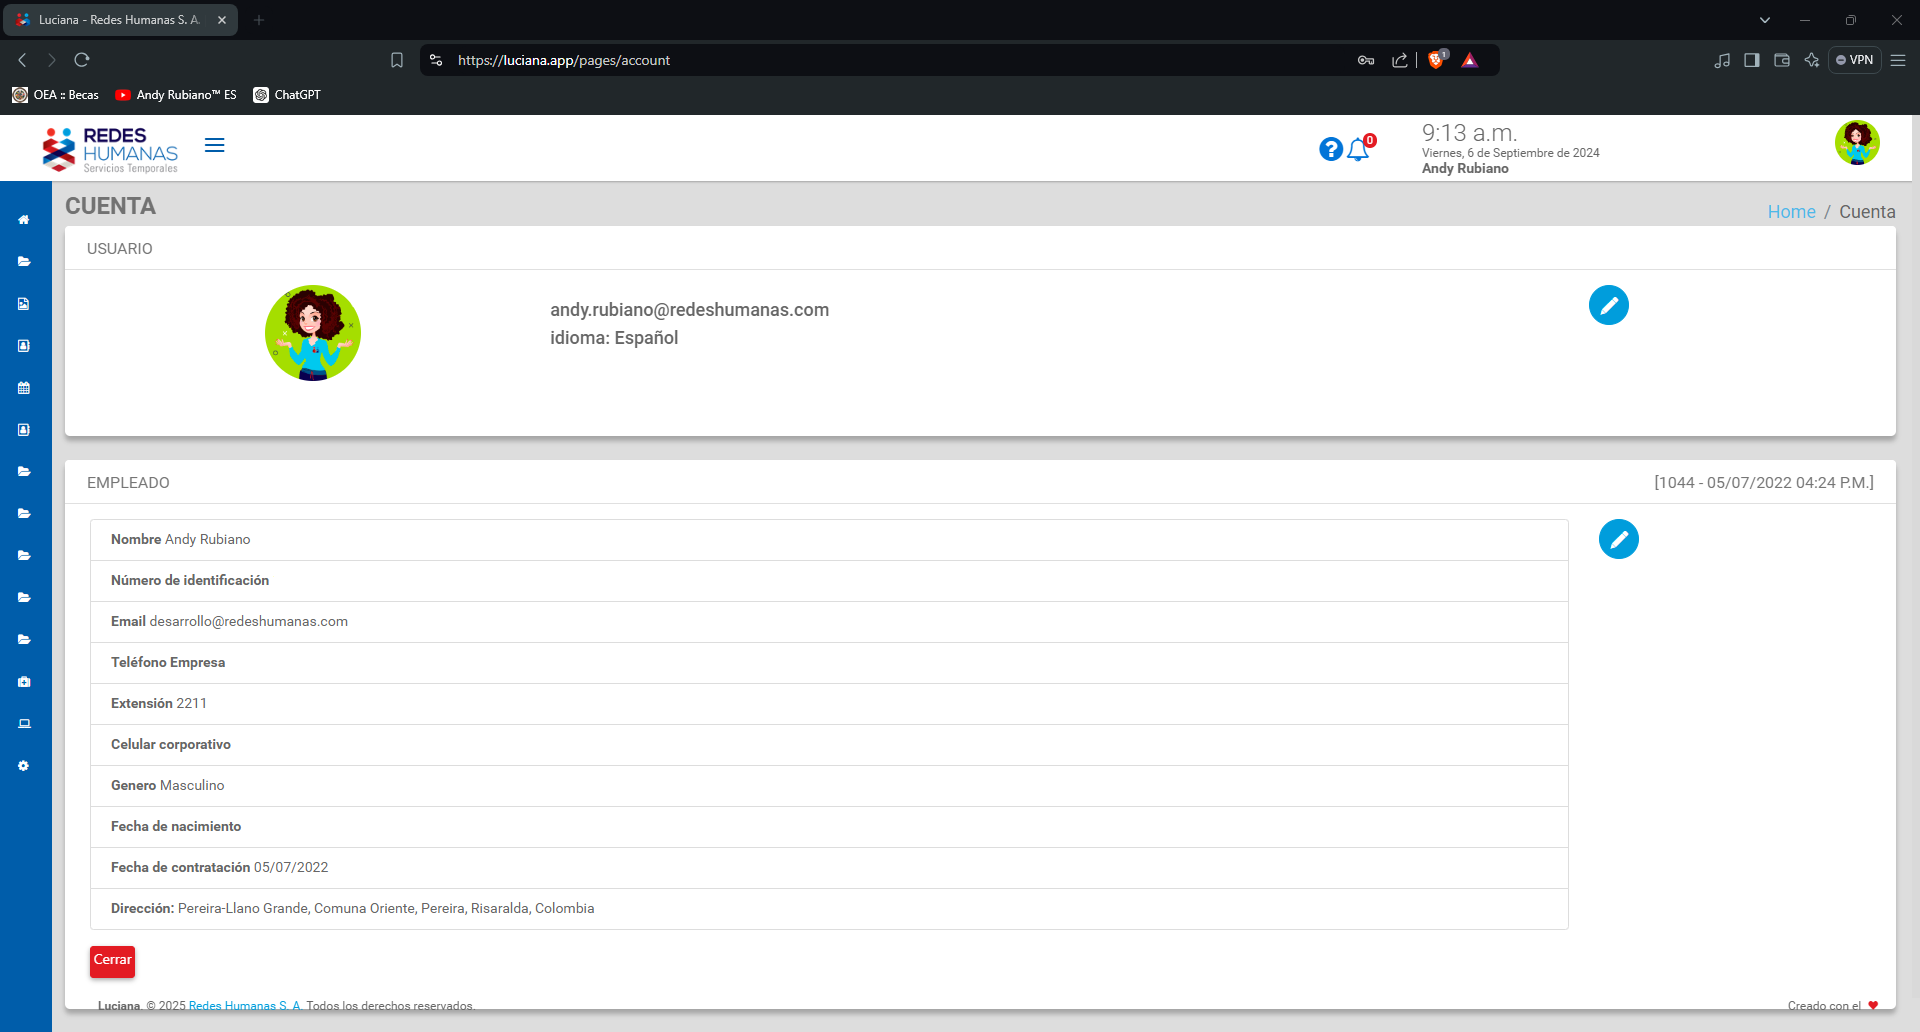 Luciana - Redes Humanas S. A.
https://luciana.app/pages/account
1
VPN
OEA :: Becas
Andy Rubiano™ ES
ChatGPT
REDES
HUMANAS
Servicios Temporales
?
0
9:13 a.m.
Viernes, 6 de Septiembre de 2024
Andy Rubiano
CUENTA
Home / Cuenta
USUARIO
andy.rubiano@redeshumanas.com
idioma: Español
EMPLEADO
[1044 - 05/07/2022 04:24 P.M.]
Nombre Andy Rubiano
Número de identificación
Email desarrollo@redeshumanas.com
Teléfono Empresa
Extensión 2211
Celular corporativo
Genero Masculino
Fecha de nacimiento
Fecha de contratación 05/07/2022
Dirección: Pereira-Llano Grande, Comuna Oriente, Pereira, Risaralda, Colombia
Cerrar
Luciana. © 2025 Redes Humanas S. A. Todos los derechos reservados.
Creado con el